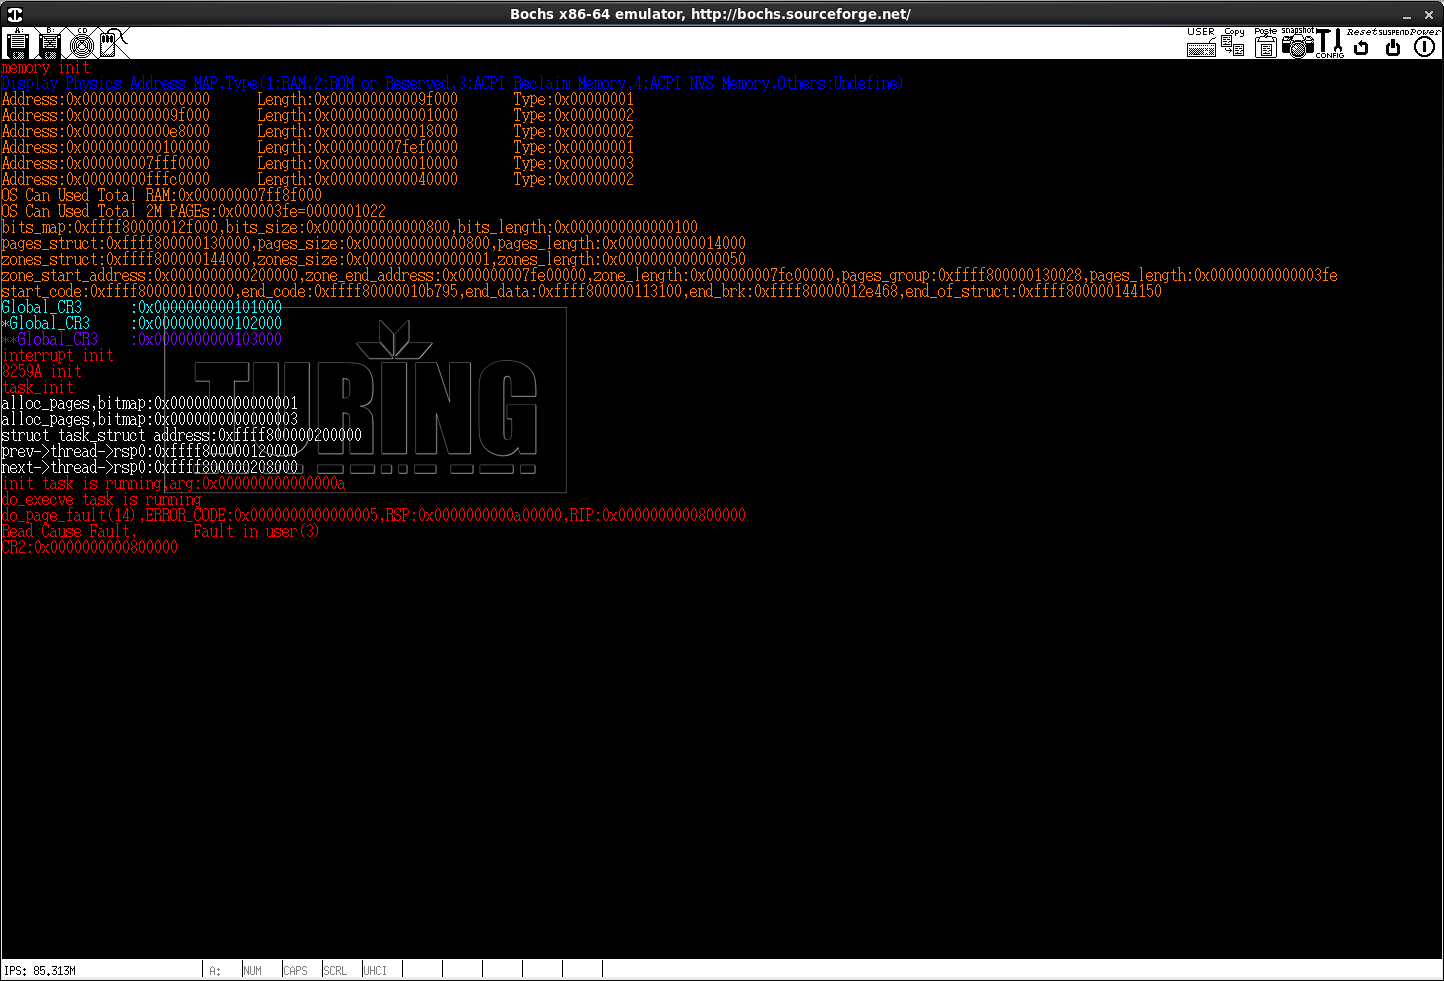 Bochs x86-64 emulator, http://bochs.sourceforge.net/
A: B: CD USER Copy Paste snapshot CONFIG Reset SUSPEND Power
memory init
Display Physics Address MAP,Type(1:RAM,2:ROM or Reserved,3:ACPI Reclaim Memory,4:ACPI NVS Memory,Others:Undefine)
Address:0x0000000000000000 Length:0x000000000009f000 Type:0x00000001
Address:0x000000000009f000 Length:0x0000000000001000 Type:0x00000002
Address:0x00000000000e8000 Length:0x0000000000018000 Type:0x00000002
Address:0x0000000000100000 Length:0x000000007fef0000 Type:0x00000001
Address:0x000000007fff0000 Length:0x0000000000010000 Type:0x00000003
Address:0x00000000fffc0000 Length:0x0000000000040000 Type:0x00000002
OS Can Used Total RAM:0x000000007ff8f000
OS Can Used Total 2M PAGEs:0x000003fe=0000001022
bits_map:0xffff80000012f000,bits_size:0x0000000000000800,bits_length:0x0000000000000100
pages_struct:0xffff800000130000,pages_size:0x0000000000000800,pages_length:0x0000000000014000
zones_struct:0xffff800000144000,zones_size:0x0000000000000001,zones_length:0x0000000000000050
zone_start_address:0x0000000000200000,zone_end_address:0x000000007fe00000,zone_length:0x000000007fc00000,pages_group:0xffff800000130028,pages_length:0x00000000000003fe
start_code:0xffff800000100000,end_code:0xffff80000010b795,end_data:0xffff800000113100,end_brk:0xffff80000012e468,end_of_struct:0xffff800000144150
Global_CR3 :0x0000000000101000
*Global_CR3 :0x0000000000102000
**Global_CR3 :0x0000000000103000
interrupt init
8259A init
task_init
alloc_pages,bitmap:0x0000000000000001
alloc_pages,bitmap:0x0000000000000003
struct task_struct address:0xffff800000200000
prev->thread->rsp0:0xffff800000120000
next->thread->rsp0:0xffff800000208000
init task is running,arg:0x000000000000000a
do_execve task is running
do_page_fault(14),ERROR_CODE:0x0000000000000005,RSP:0x0000000000a00000,RIP:0x0000000000800000
Read Cause Fault, Fault in user(3)
CR2:0x0000000000800000
TURING
IPS: 85.313M A: NUM CAPS SCRL UHCI